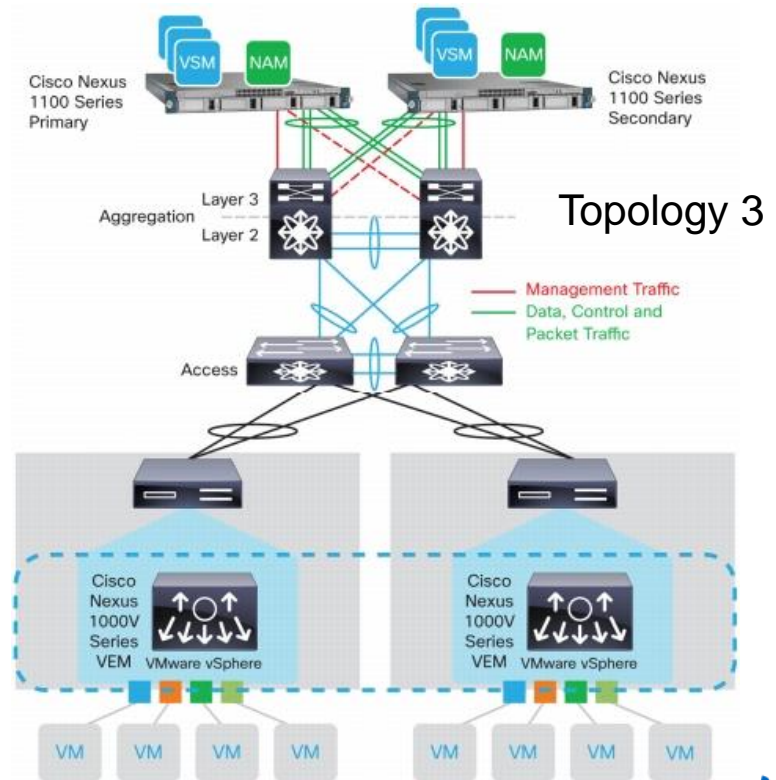 VSM
NAM
VSM
NAM
Cisco Nexus
1100 Series
Primary
Cisco Nexus
1100 Series
Secondary
Layer 3
Aggregation
Layer 2
Topology 3
Management Traffic
Data, Control and
Packet Traffic
Access
Cisco
Nexus
1000V
Series
VEM
VMware vSphere
Cisco
Nexus
1000V
Series
VEM
VMware vSphere
VM
VM
VM
VM
VM
VM
VM
VM